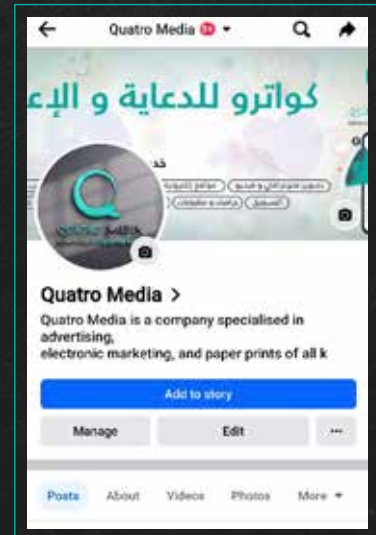 Quatro Media
كواترو للدعاية و الإع
خد
Quatro Media >
Quatro Media is a company specialised in
advertising,
electronic marketing, and paper prints of all k
Add to story
Manage
Edit
Posts
About
Videos
Photos
More